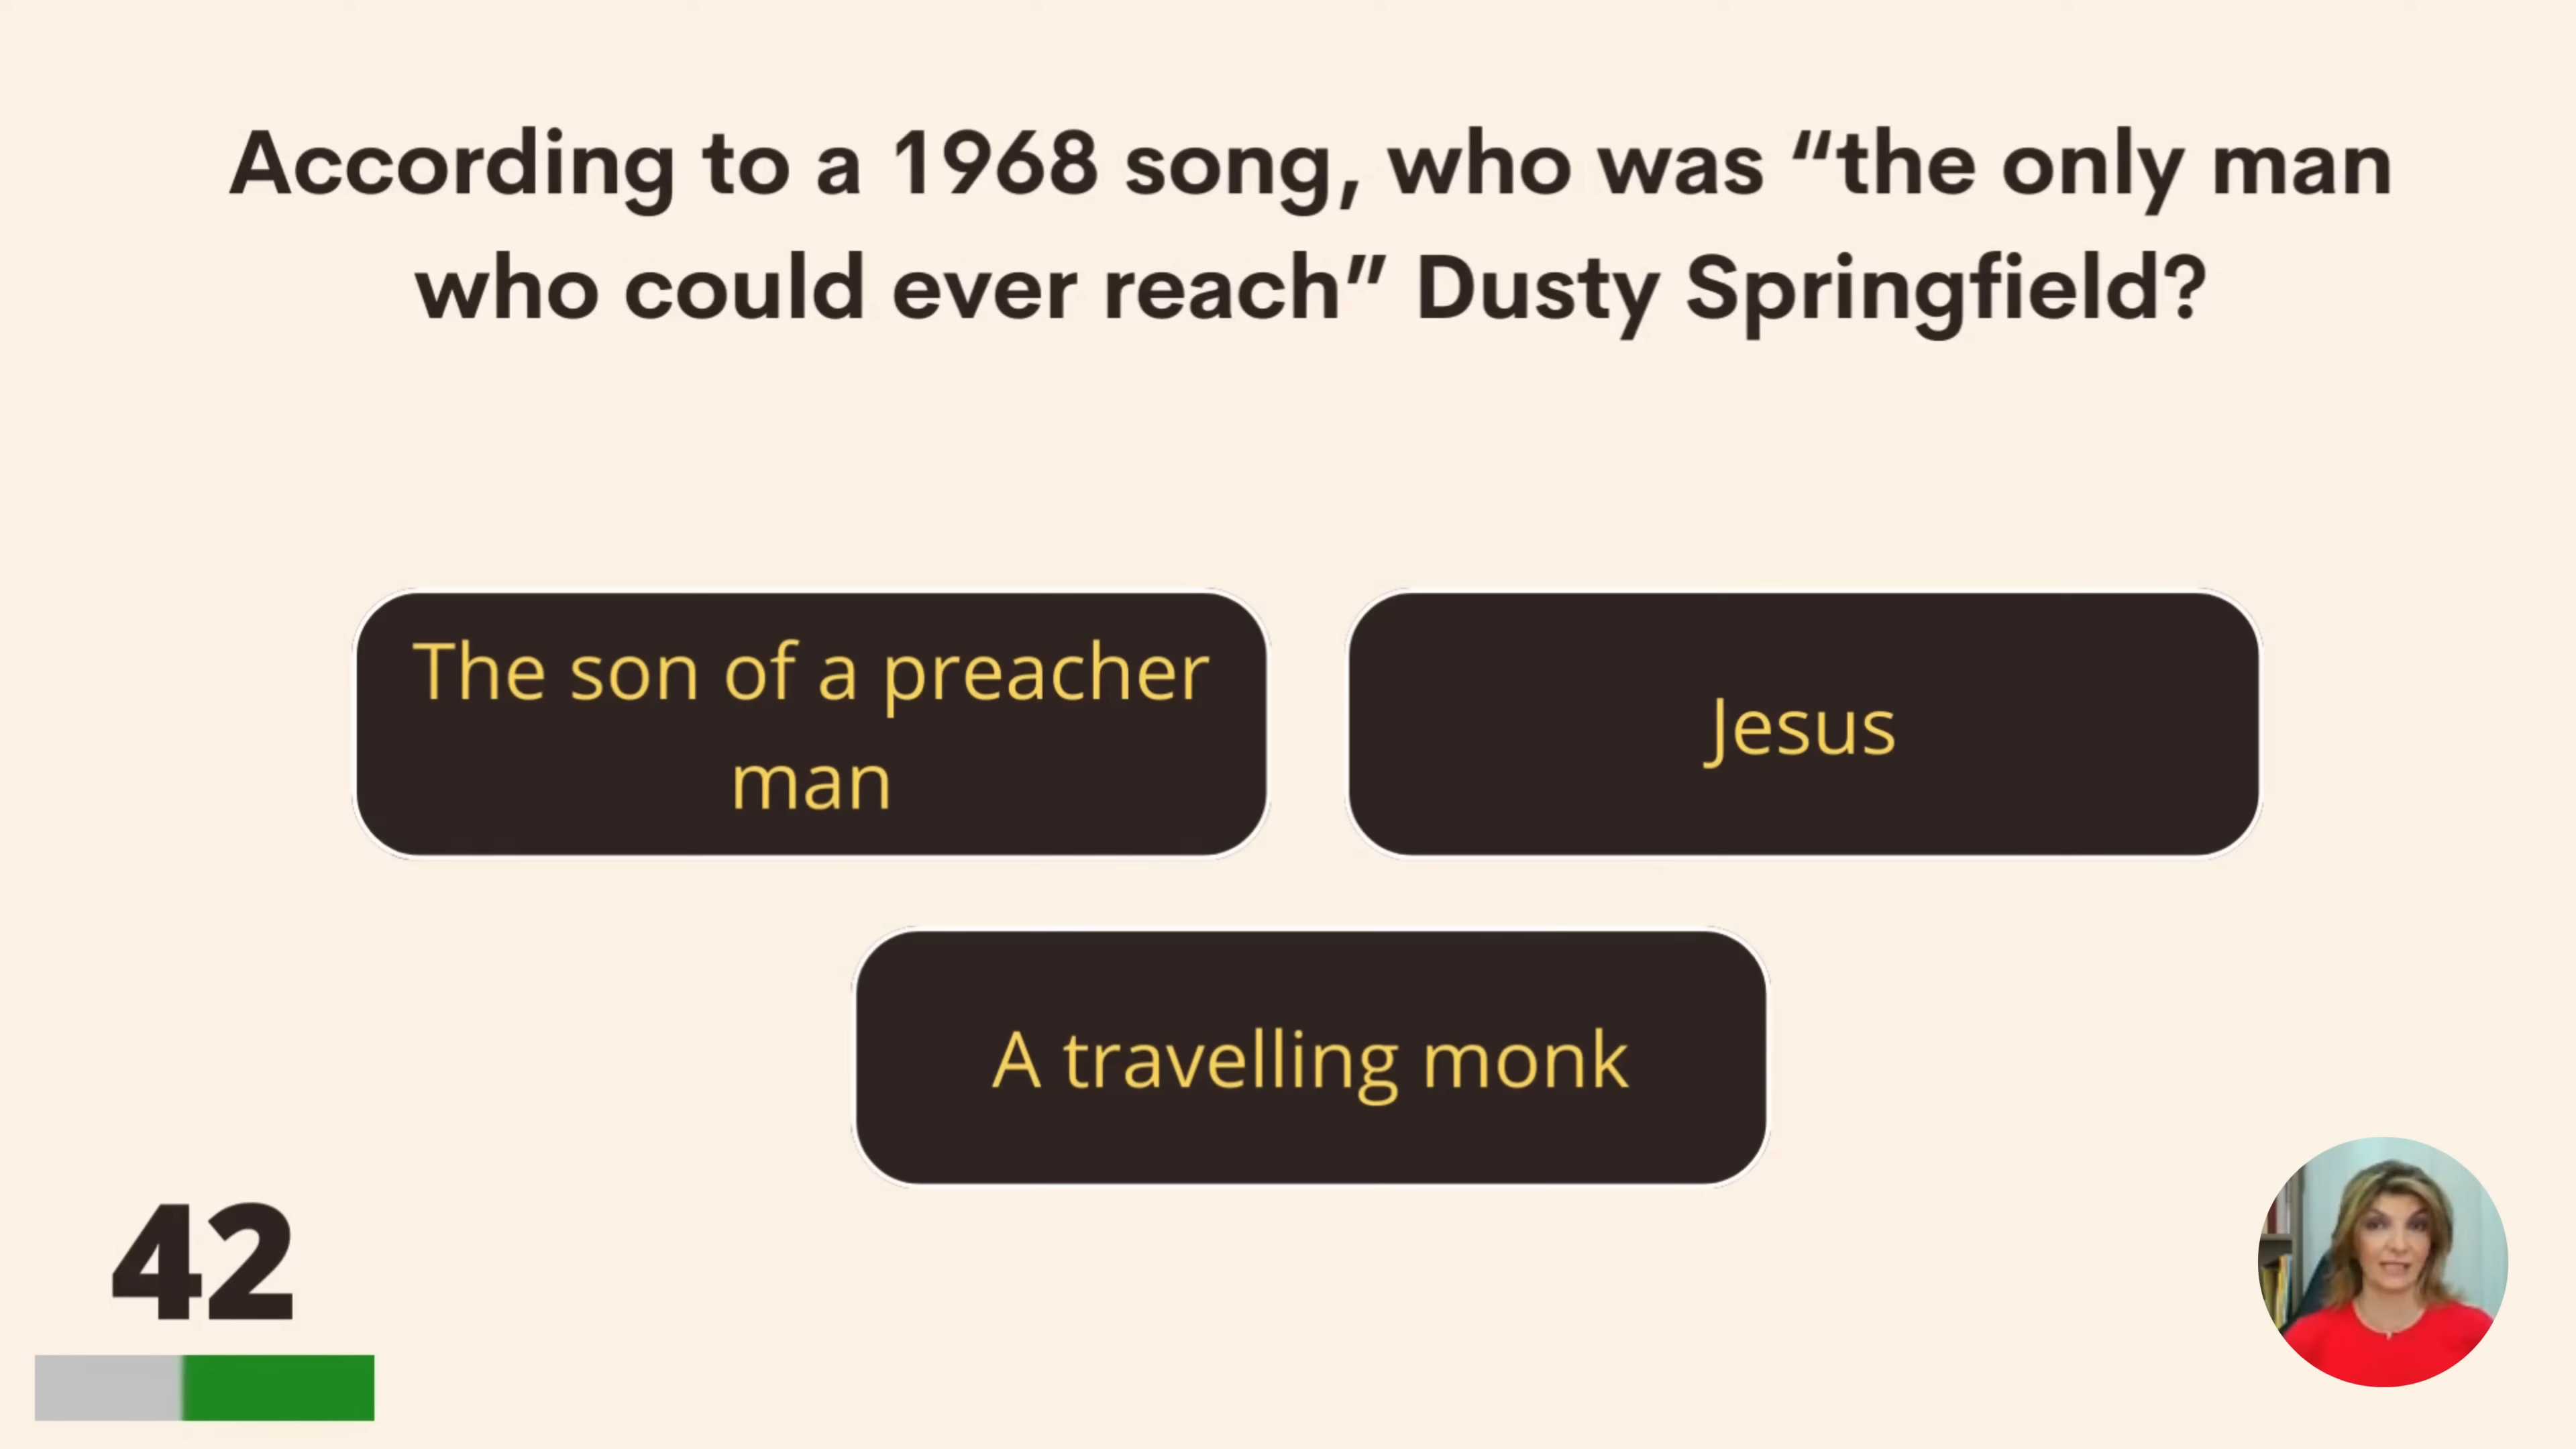 According to a 1968 song, who was “the only man
who could ever reach” Dusty Springfield?
The son of a preacher
man
Jesus
A travelling monk
42